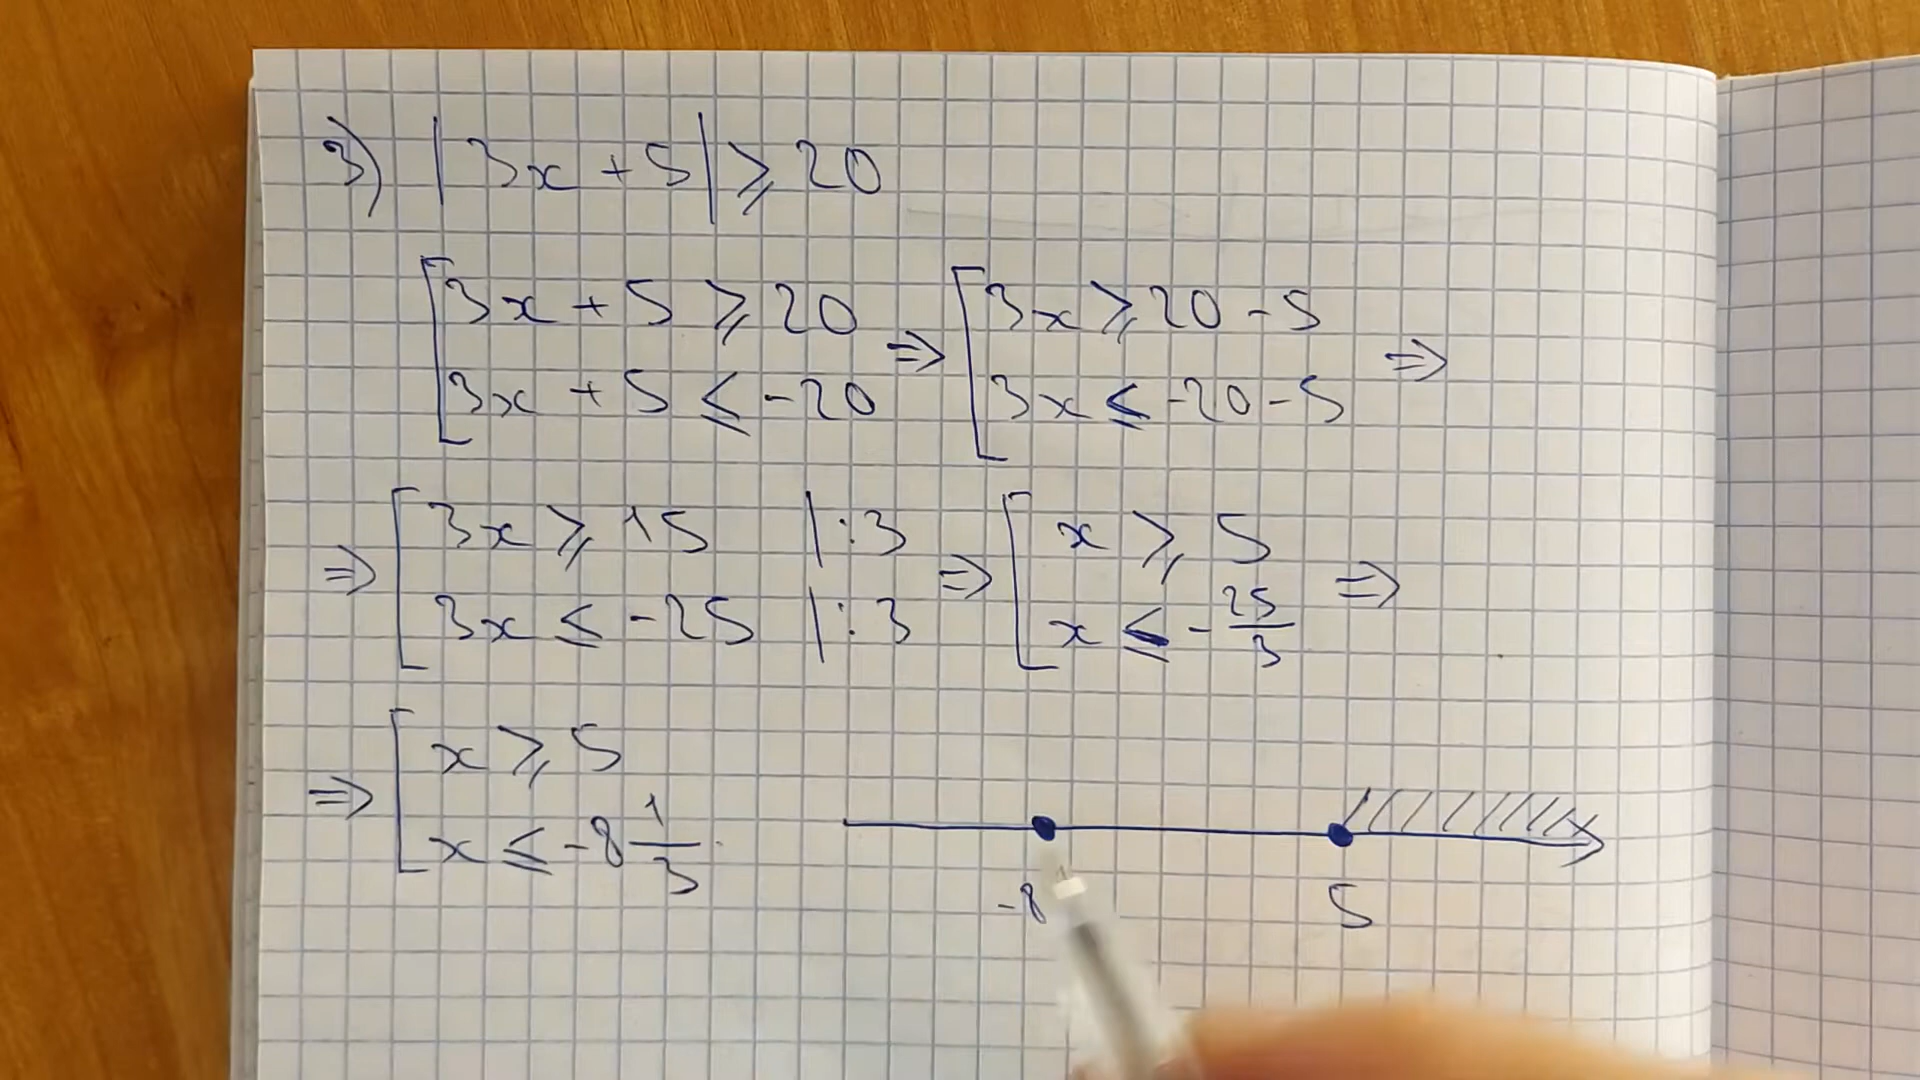 3) |3x + 5| ⩾ 20
[3x + 5 ⩾ 20 ⇒ [3x ⩾ 20 - 5 ⇒
[3x + 5 ≤ -20 [3x ≤ -20 - 5
⇒ [3x ⩾ 15 |:3 ⇒ [x ⩾ 5 ⇒
[3x ≤ -25 |:3 [x ≤ -25/3
⇒ [x ⩾ 5
[x ≤ -8 1/3
-8 5